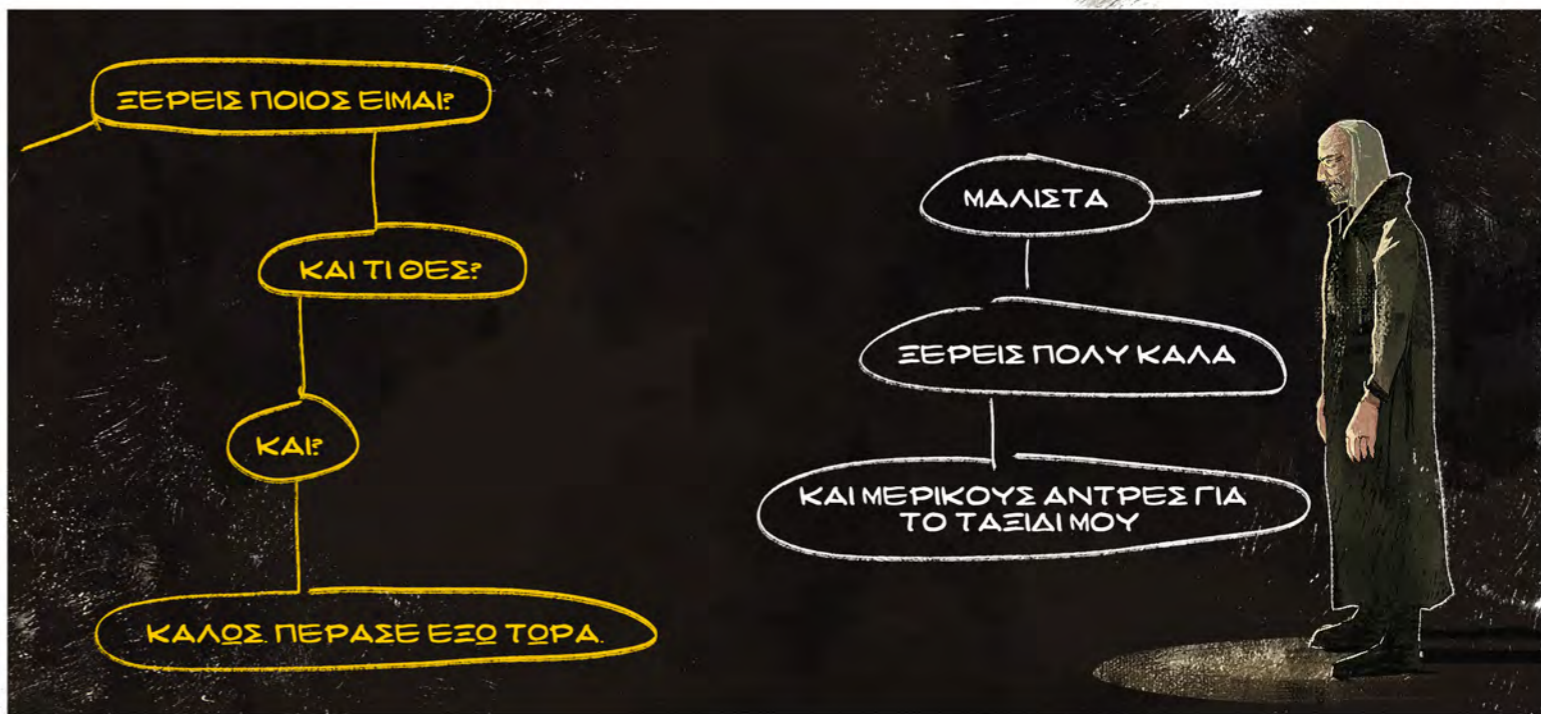 ΞΕΡΕΙΣ ΠΟΙΟΣ ΕΙΜΑΙ?
ΜΑΛΙΣΤΑ
ΚΑΙ ΤΙ ΘΕΣ?
ΞΕΡΕΙΣ ΠΟΛΥ ΚΑΛΑ
ΚΑΙ?
ΚΑΙ ΜΕΡΙΚΟΥΣ ΑΝΤΡΕΣ ΓΙΑ
ΤΟ ΤΑΞΙΔΙ ΜΟΥ
ΚΑΛΩΣ. ΠΕΡΑΣΕ ΕΞΩ ΤΩΡΑ.